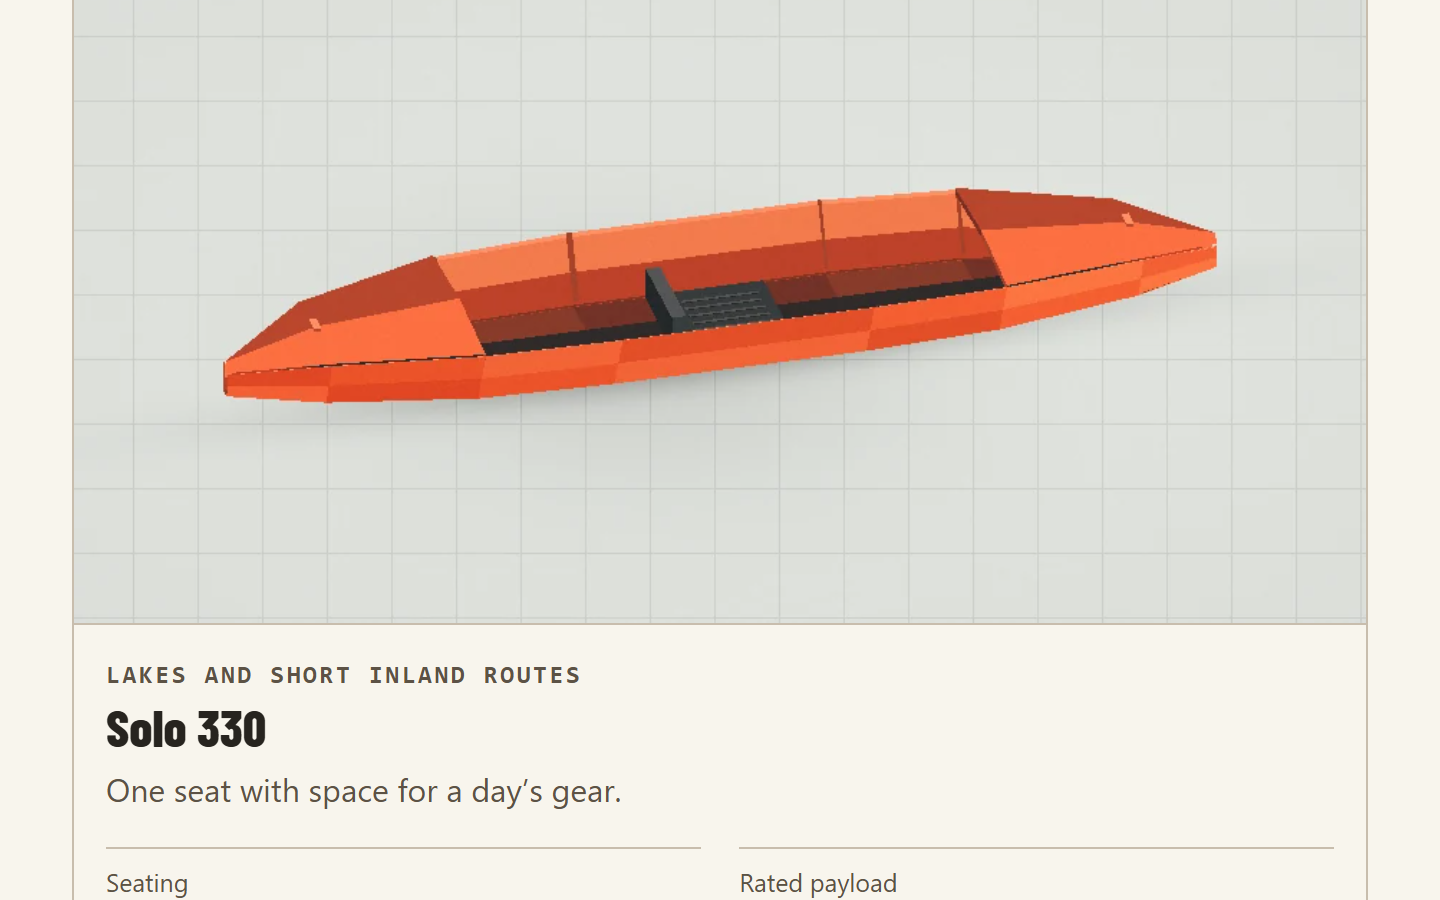 LAKES AND SHORT INLAND ROUTES
Solo 330
One seat with space for a day’s gear.
Seating
Rated payload